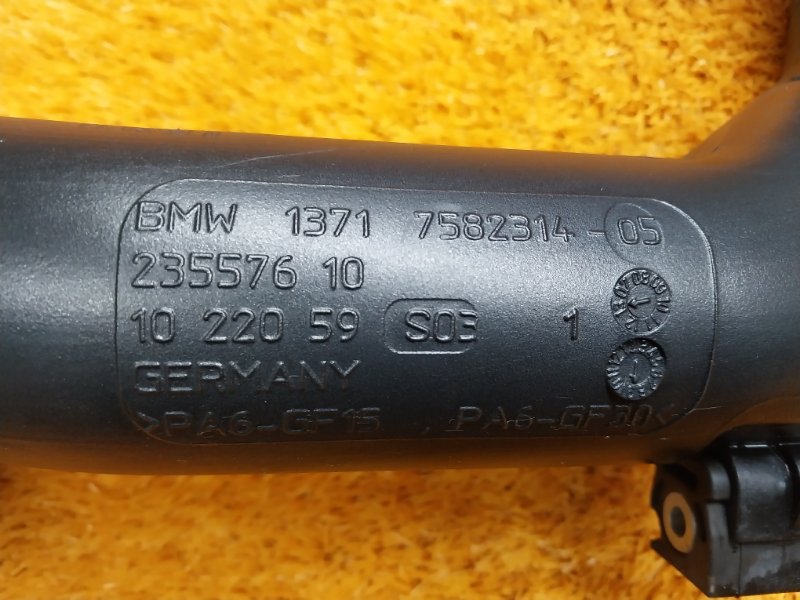 BMW 1371 7582314-05
235576 10
10 220 59 S03 1
GERMANY
>PA6-GF15 PA6-GF30<